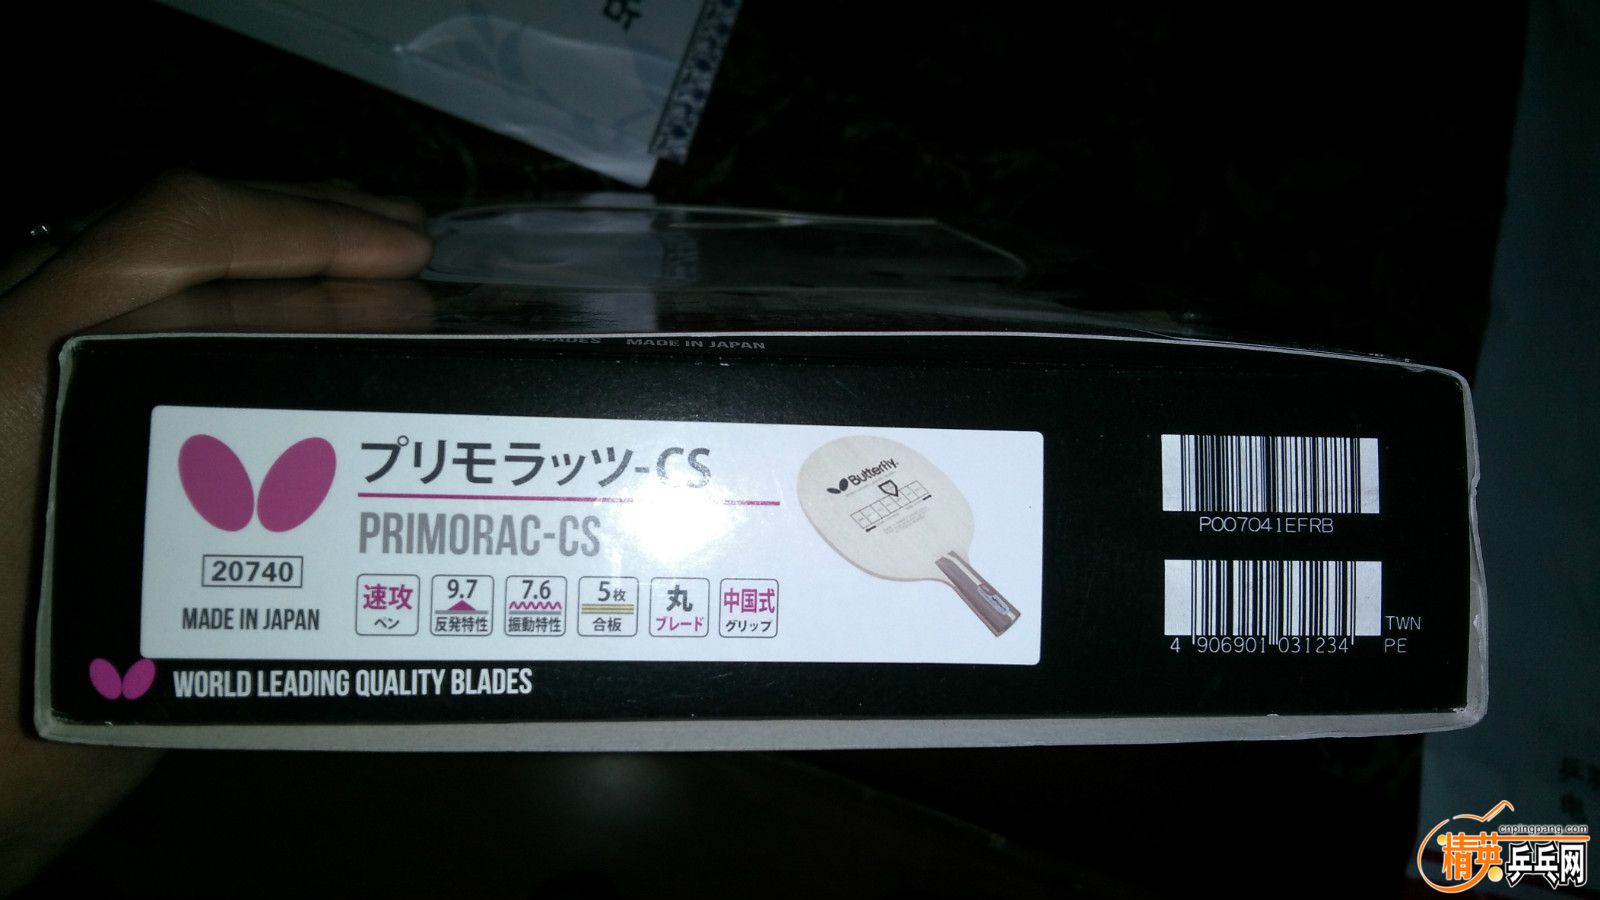 BLADES MADE IN JAPAN
プリモラッツ-CS
PRIMORAC-CS
20740
MADE IN JAPAN
速攻
ペン
9.7
反発特性
7.6
振動特性
5枚
合板
丸
ブレード
中国式
グリップ
Butterfly
WORLD LEADING QUALITY BLADES
P007041EFRB
4 906901 031234
TWN
PE
cnpingpang.com
精英乒乓网